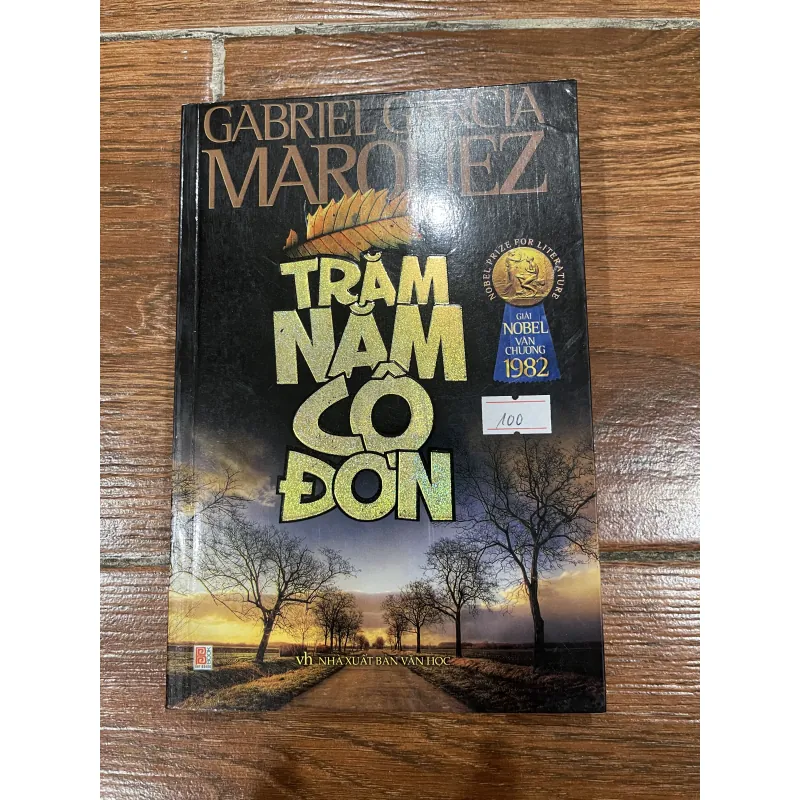 GABRIEL GARCIA
MARQUEZ
TRĂM
NĂM
CÔ
ĐƠN
NOBEL PRIZE FOR LITERATURE
GIẢI
NOBEL
VĂN
CHƯƠNG
1982
100
vh NHÀ XUẤT BẢN VĂN HỌC